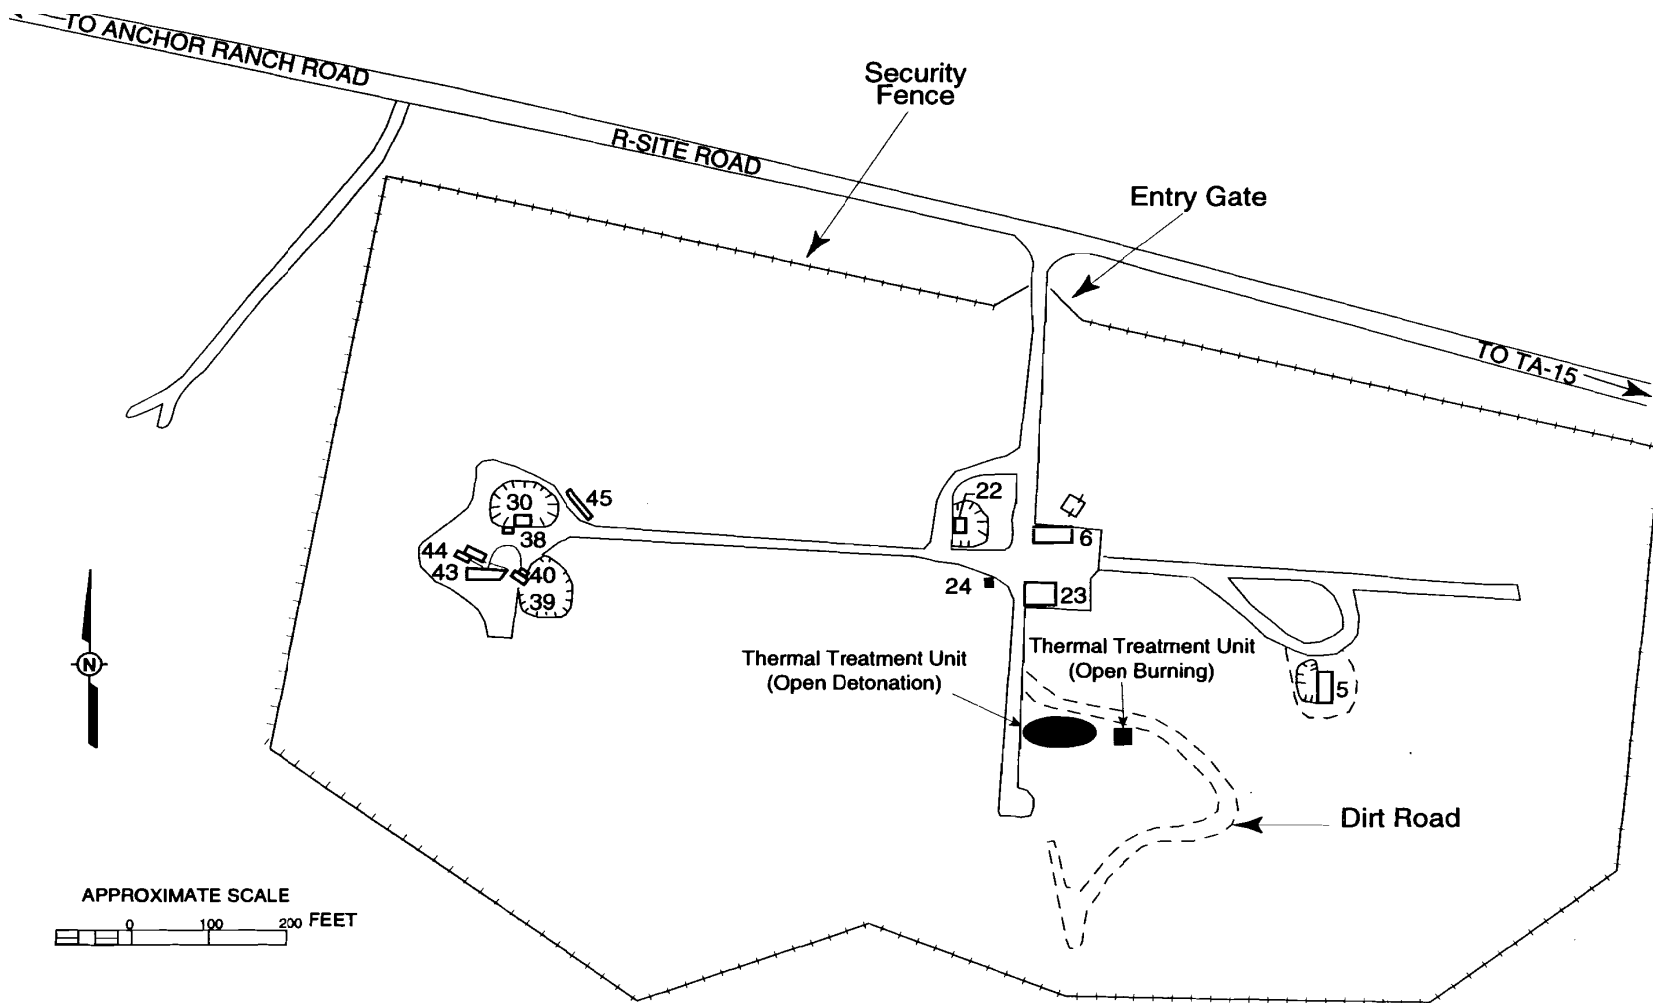 TO ANCHOR RANCH ROAD
Security
Fence
R-SITE ROAD
Entry Gate
TO TA-15
30
45
22
38
6
44
43
40
39
24
23
Thermal Treatment Unit
(Open Detonation)
Thermal Treatment Unit
(Open Burning)
5
N
Dirt Road
APPROXIMATE SCALE
0 100 200 FEET